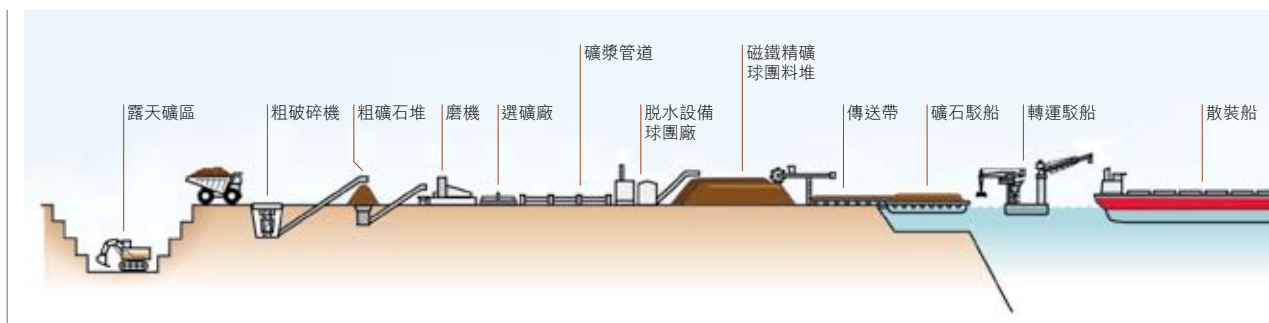 礦漿管道
磁鐵精礦
球團料堆
露天礦區
粗破碎機
粗礦石堆
磨機
選礦廠
脫水設備
球團廠
傳送帶
礦石駁船
轉運駁船
散裝船